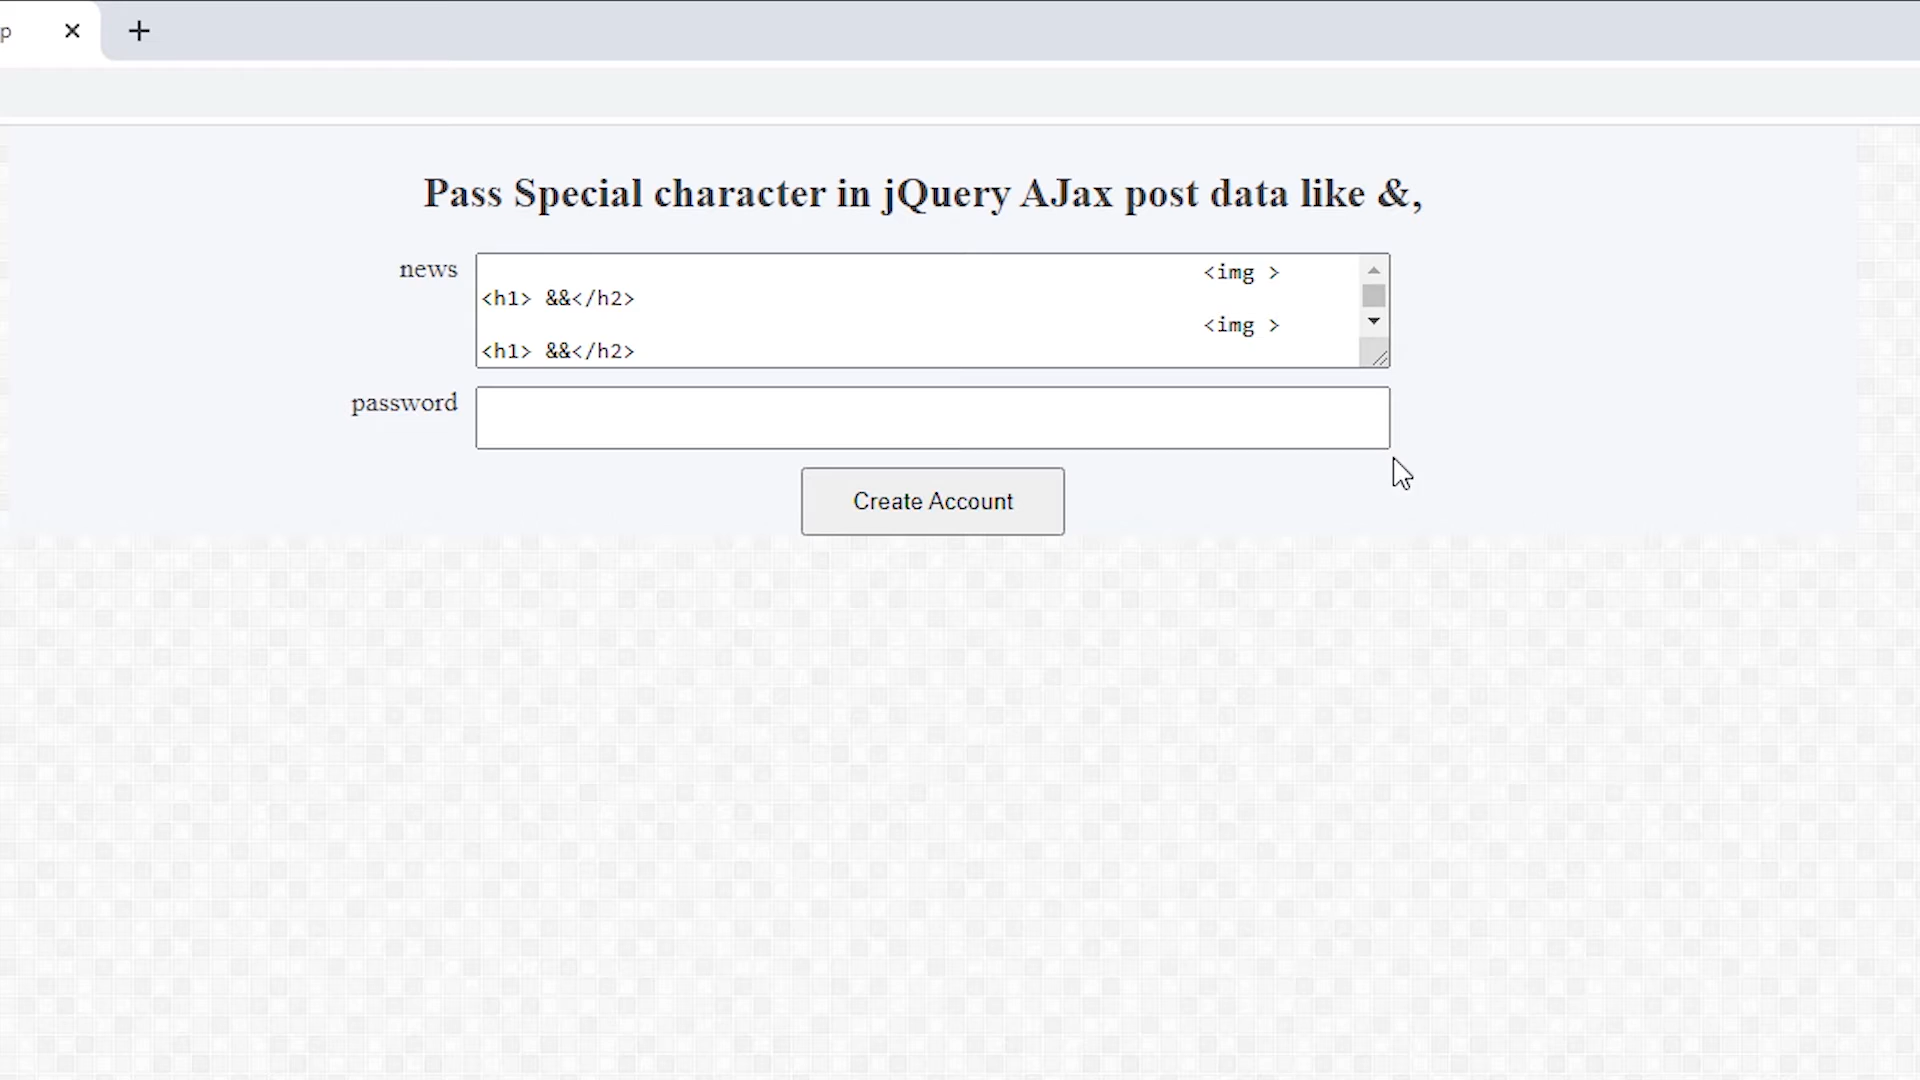 p
Pass Special character in jQuery AJax post data like &,
news
<img >
<h1> &&</h2>
<img >
<h1> &&</h2>
password
Create Account